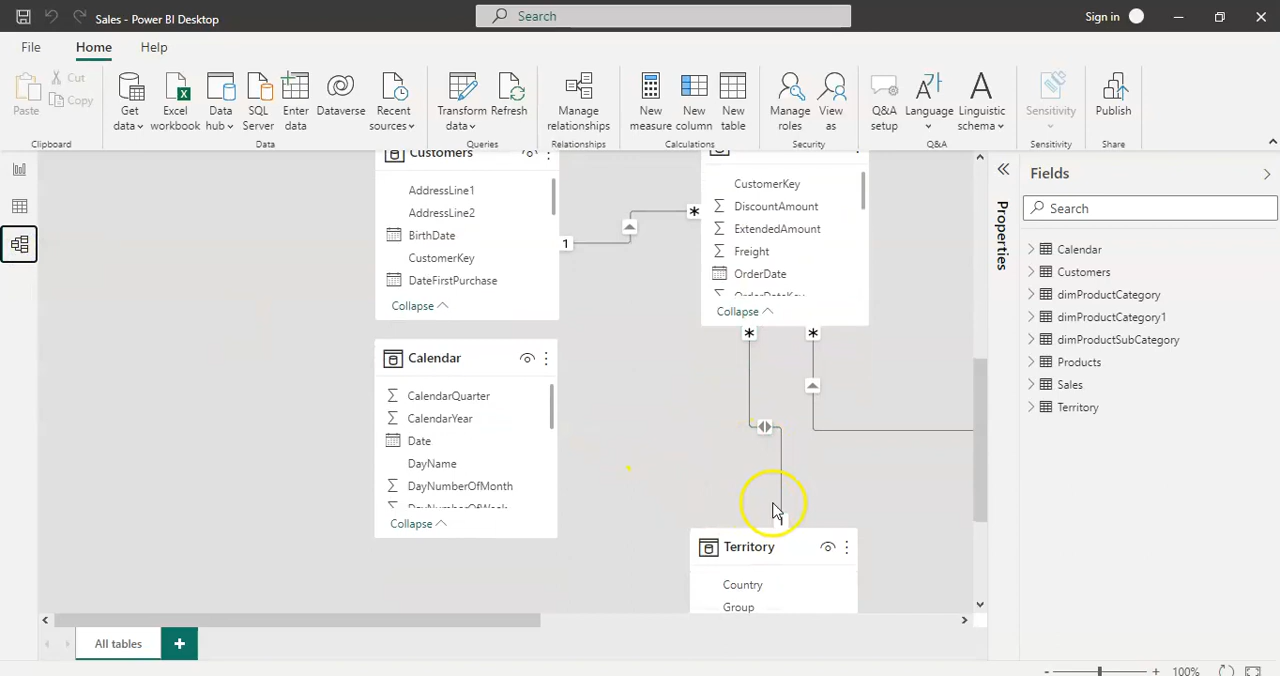 Sales - Power BI Desktop
Search
Sign in
File
Home
Help
Paste
Cut
Copy
Clipboard
Get data
Excel workbook
Data hub
SQL Server
Enter data
Dataverse
Recent sources
Data
Transform data
Refresh
Queries
Manage relationships
Relationships
New measure
New column
New table
Calculations
Manage roles
View as
Security
Q&A setup
Language
Linguistic schema
Q&A
Sensitivity
Sensitivity
Publish
Share
Customers
AddressLine1
AddressLine2
BirthDate
CustomerKey
DateFirstPurchase
Collapse
1
*
CustomerKey
DiscountAmount
ExtendedAmount
Freight
OrderDate
OrderDateKey
Collapse
*
*
Calendar
CalendarQuarter
CalendarYear
Date
DayName
DayNumberOfMonth
DayNumberOfWeek
Collapse
1
Territory
Country
Group
Properties
Fields
Search
Calendar
Customers
dimProductCategory
dimProductCategory1
dimProductSubCategory
Products
Sales
Territory
All tables
+
- + 100%